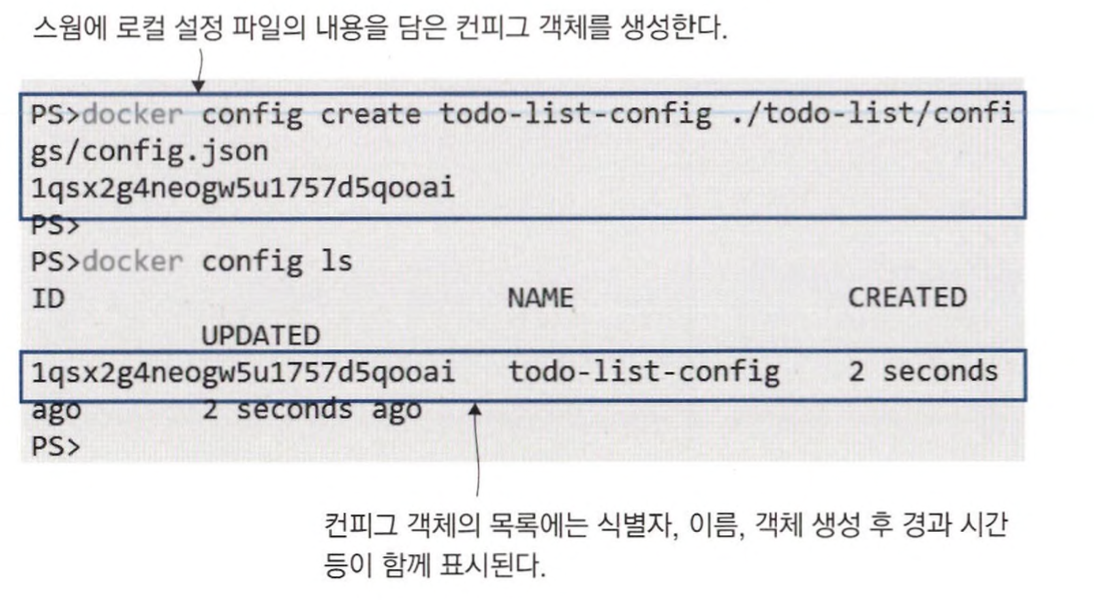 스웜에 로컬 설정 파일의 내용을 담은 컨피그 객체를 생성한다.
PS>docker config create todo-list-config ./todo-list/confi
gs/config.json
1qsx2g4neogw5u1757d5qooai
PS>
PS>docker config ls
ID NAME CREATED
UPDATED
1qsx2g4neogw5u1757d5qooai todo-list-config 2 seconds
ago 2 seconds ago
PS>
컨피그 객체의 목록에는 식별자, 이름, 객체 생성 후 경과 시간
등이 함께 표시된다.